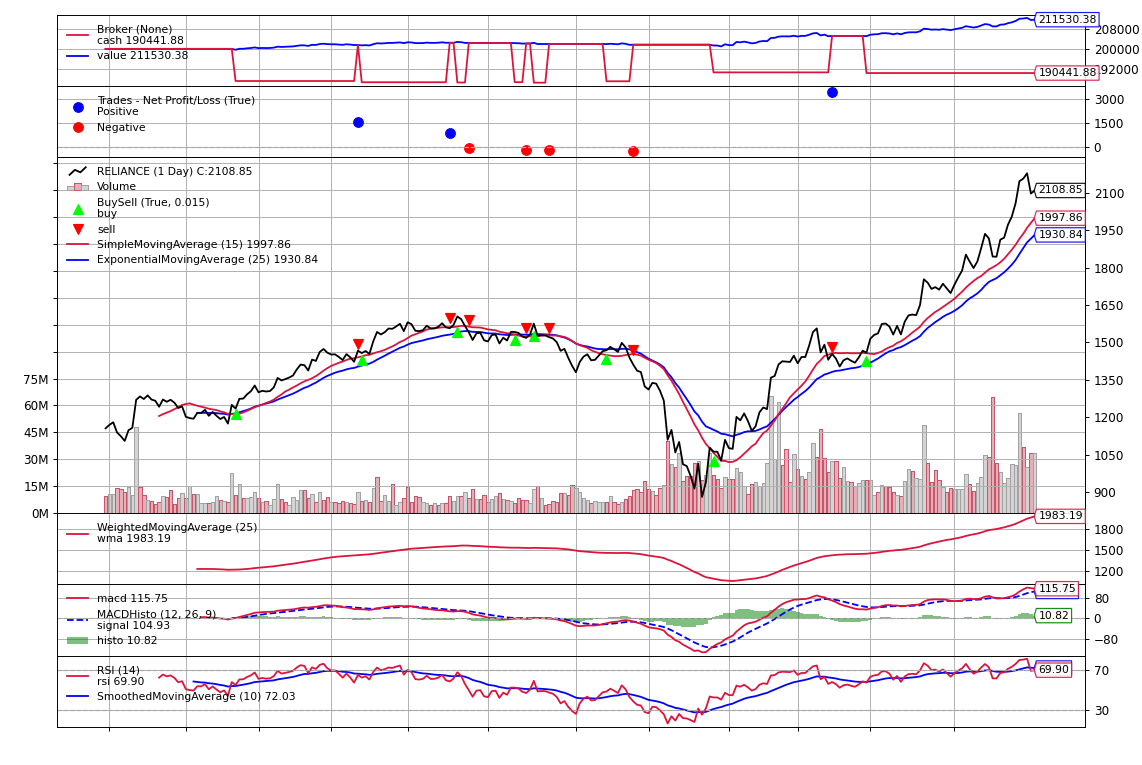 Broker (None)
cash 190441.88
value 211530.38
211530.38
208000
200000
192000
190441.88
Trades - Net Profit/Loss (True)
Positive
Negative
3000
1500
0
RELIANCE (1 Day) C:2108.85
Volume
BuySell (True, 0.015)
buy
sell
SimpleMovingAverage (15) 1997.86
ExponentialMovingAverage (25) 1930.84
2108.85
2100
1997.86
1950
1930.84
1800
1650
1500
1350
1200
1050
900
75M
60M
45M
30M
15M
0M
WeightedMovingAverage (25)
wma 1983.19
1983.19
1800
1500
1200
macd 115.75
MACDHisto (12, 26, 9)
signal 104.93
histo 10.82
115.75
80
10.82
0
−80
RSI (14)
rsi 69.90
SmoothedMovingAverage (10) 72.03
69.90
70
30